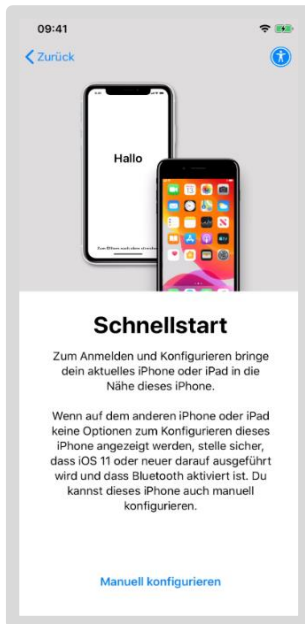 09:41
Zurück
Hallo
Schnellstart
Zum Anmelden und Konfigurieren bringe
dein aktuelles iPhone oder iPad in die
Nähe dieses iPhone.
Wenn auf dem anderen iPhone oder iPad
keine Optionen zum Konfigurieren dieses
iPhone angezeigt werden, stelle sicher,
dass iOS 11 oder neuer darauf ausgeführt
wird und dass Bluetooth aktiviert ist. Du
kannst dieses iPhone auch manuell
konfigurieren.
Manuell konfigurieren